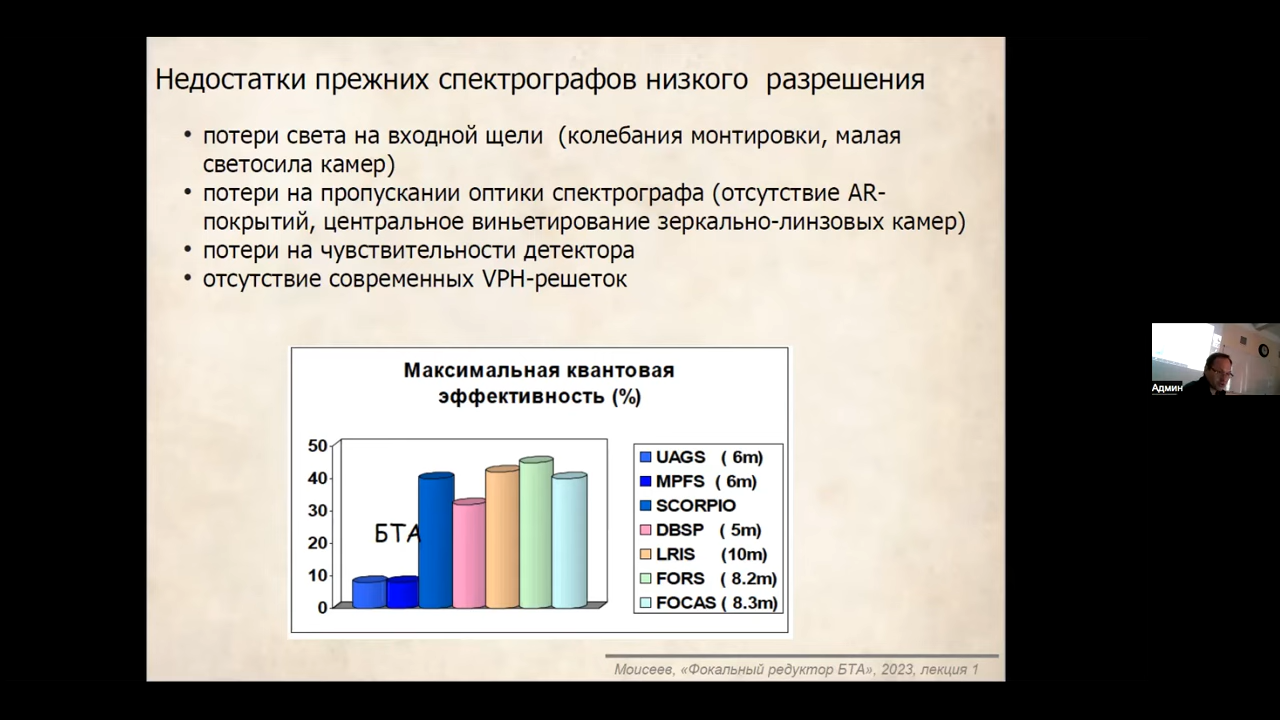 Недостатки прежних спектрографов низкого разрешения
• потери света на входной щели (колебания монтировки, малая
светосила камер)
• потери на пропускании оптики спектрографа (отсутствие AR-
покрытий, центральное виньетирование зеркально-линзовых камер)
• потери на чувствительности детектора
• отсутствие современных VPH-решеток
Максимальная квантовая
эффективность (%)
50
40
30
20
10
0
БТА
UAGS ( 6m)
MPFS ( 6m)
SCORPIO
DBSP ( 5m)
LRIS (10m)
FORS ( 8.2m)
FOCAS ( 8.3m)
Моисеев, «Фокальный редуктор БТА», 2023, лекция 1
Админ